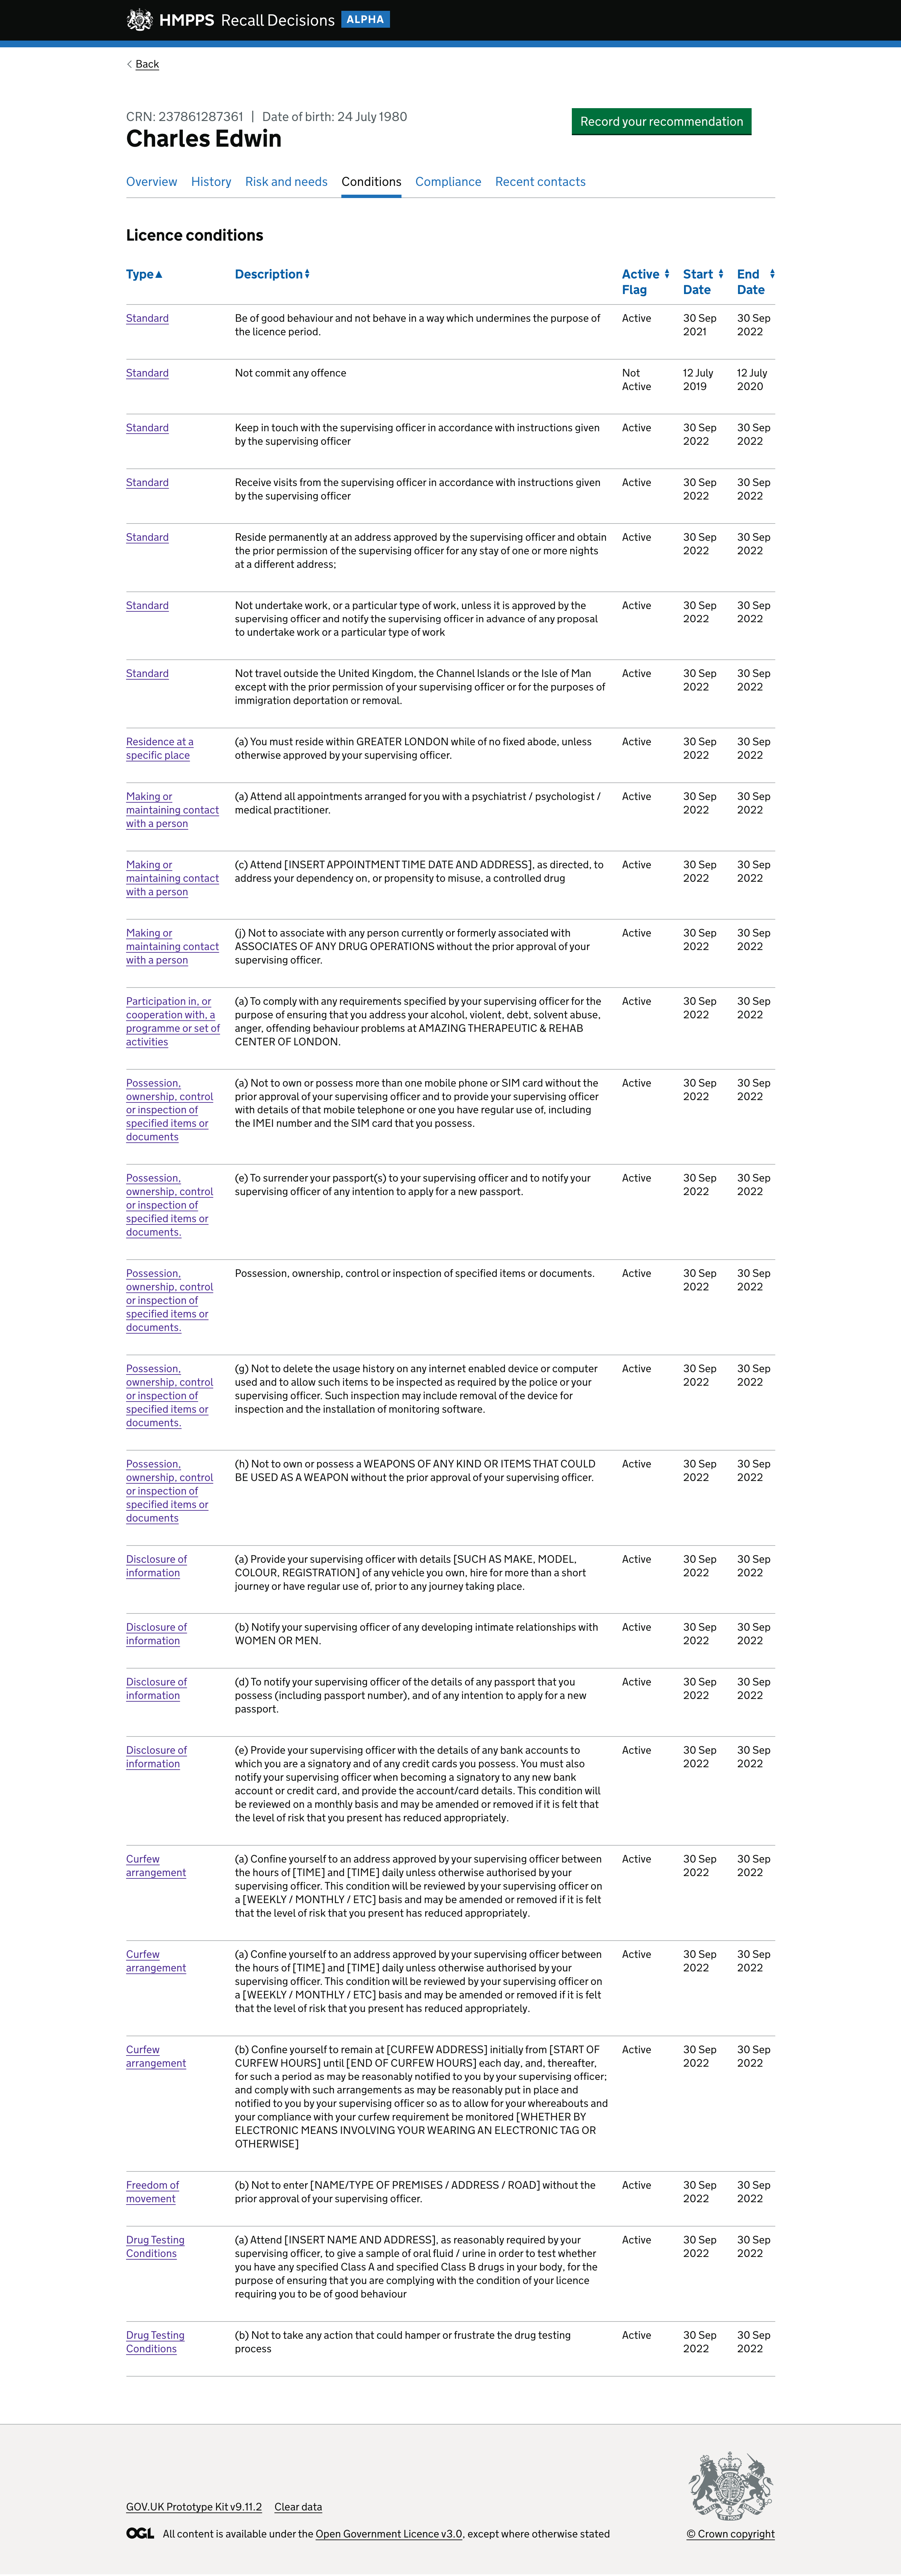 HMPPS Recall Decisions ALPHA
Back
CRN: 237861287361 | Date of birth: 24 July 1980
Charles Edwin
Record your recommendation
Overview History Risk and needs Conditions Compliance Recent contacts
Licence conditions
Type Description Active Flag Start Date End Date
Standard Be of good behaviour and not behave in a way which undermines the purpose of Active 30 Sep 30 Sep
the licence period. 2021 2022
Standard Not commit any offence Not 12 July 12 July
Active 2019 2020
Standard Keep in touch with the supervising officer in accordance with instructions given Active 30 Sep 30 Sep
by the supervising officer 2022 2022
Standard Receive visits from the supervising officer in accordance with instructions given Active 30 Sep 30 Sep
by the supervising officer 2022 2022
Standard Reside permanently at an address approved by the supervising officer and obtain Active 30 Sep 30 Sep
the prior permission of the supervising officer for any stay of one or more nights 2022 2022
at a different address;
Standard Not undertake work, or a particular type of work, unless it is approved by the Active 30 Sep 30 Sep
supervising officer and notify the supervising officer in advance of any proposal 2022 2022
to undertake work or a particular type of work
Standard Not travel outside the United Kingdom, the Channel Islands or the Isle of Man Active 30 Sep 30 Sep
except with the prior permission of your supervising officer or for the purposes of 2022 2022
immigration deportation or removal.
Residence at a (a) You must reside within GREATER LONDON while of no fixed abode, unless Active 30 Sep 30 Sep
specific place otherwise approved by your supervising officer. 2022 2022
Making or (a) Attend all appointments arranged for you with a psychiatrist / psychologist / Active 30 Sep 30 Sep
maintaining contact medical practitioner. 2022 2022
with a person
Making or (c) Attend [INSERT APPOINTMENT TIME DATE AND ADDRESS], as directed, to Active 30 Sep 30 Sep
maintaining contact address your dependency on, or propensity to misuse, a controlled drug 2022 2022
with a person
Making or (j) Not to associate with any person currently or formerly associated with Active 30 Sep 30 Sep
maintaining contact ASSOCIATES OF ANY DRUG OPERATIONS without the prior approval of your 2022 2022
with a person supervising officer.
Participation in, or (a) To comply with any requirements specified by your supervising officer for the Active 30 Sep 30 Sep
cooperation with, a purpose of ensuring that you address your alcohol, violent, debt, solvent abuse, 2022 2022
programme or set of anger, offending behaviour problems at AMAZING THERAPEUTIC & REHAB
activities CENTER OF LONDON.
Possession, (a) Not to own or possess more than one mobile phone or SIM card without the Active 30 Sep 30 Sep
ownership, control prior approval of your supervising officer and to provide your supervising officer 2022 2022
or inspection of with details of that mobile telephone or one you have regular use of, including
specified items or the IMEI number and the SIM card that you possess.
documents
Possession, (e) To surrender your passport(s) to your supervising officer and to notify your Active 30 Sep 30 Sep
ownership, control supervising officer of any intention to apply for a new passport. 2022 2022
or inspection of
specified items or
documents.
Possession, Possession, ownership, control or inspection of specified items or documents. Active 30 Sep 30 Sep
ownership, control 2022 2022
or inspection of
specified items or
documents.
Possession, (g) Not to delete the usage history on any internet enabled device or computer Active 30 Sep 30 Sep
ownership, control used and to allow such items to be inspected as required by the police or your 2022 2022
or inspection of supervising officer. Such inspection may include removal of the device for
specified items or inspection and the installation of monitoring software.
documents.
Possession, (h) Not to own or possess a WEAPONS OF ANY KIND OR ITEMS THAT COULD Active 30 Sep 30 Sep
ownership, control BE USED AS A WEAPON without the prior approval of your supervising officer. 2022 2022
or inspection of
specified items or
documents
Disclosure of (a) Provide your supervising officer with details [SUCH AS MAKE, MODEL, Active 30 Sep 30 Sep
information COLOUR, REGISTRATION] of any vehicle you own, hire for more than a short 2022 2022
journey or have regular use of, prior to any journey taking place.
Disclosure of (b) Notify your supervising officer of any developing intimate relationships with Active 30 Sep 30 Sep
information WOMEN OR MEN. 2022 2022
Disclosure of (d) To notify your supervising officer of the details of any passport that you Active 30 Sep 30 Sep
information possess (including passport number), and of any intention to apply for a new 2022 2022
passport.
Disclosure of (e) Provide your supervising officer with the details of any bank accounts to Active 30 Sep 30 Sep
information which you are a signatory and of any credit cards you possess. You must also 2022 2022
notify your supervising officer when becoming a signatory to any new bank
account or credit card, and provide the account/card details. This condition will
be reviewed on a monthly basis and may be amended or removed if it is felt that
the level of risk that you present has reduced appropriately.
Curfew (a) Confine yourself to an address approved by your supervising officer between Active 30 Sep 30 Sep
arrangement the hours of [TIME] and [TIME] daily unless otherwise authorised by your 2022 2022
supervising officer. This condition will be reviewed by your supervising officer on
a [WEEKLY / MONTHLY / ETC] basis and may be amended or removed if it is felt
that the level of risk that you present has reduced appropriately.
Curfew (a) Confine yourself to an address approved by your supervising officer between Active 30 Sep 30 Sep
arrangement the hours of [TIME] and [TIME] daily unless otherwise authorised by your 2022 2022
supervising officer. This condition will be reviewed by your supervising officer on
a [WEEKLY / MONTHLY / ETC] basis and may be amended or removed if it is felt
that the level of risk that you present has reduced appropriately.
Curfew (b) Confine yourself to remain at [CURFEW ADDRESS] initially from [START OF Active 30 Sep 30 Sep
arrangement CURFEW HOURS] until [END OF CURFEW HOURS] each day, and, thereafter, 2022 2022
for such a period as may be reasonably notified to you by your supervising officer;
and comply with such arrangements as may be reasonably put in place and
notified to you by your supervising officer so as to allow for your whereabouts and
your compliance with your curfew requirement be monitored [WHETHER BY
ELECTRONIC MEANS INVOLVING YOUR WEARING AN ELECTRONIC TAG OR
OTHERWISE]
Freedom of (b) Not to enter [NAME/TYPE OF PREMISES / ADDRESS / ROAD] without the Active 30 Sep 30 Sep
movement prior approval of your supervising officer. 2022 2022
Drug Testing (a) Attend [INSERT NAME AND ADDRESS], as reasonably required by your Active 30 Sep 30 Sep
Conditions supervising officer, to give a sample of oral fluid / urine in order to test whether 2022 2022
you have any specified Class A and specified Class B drugs in your body, for the
purpose of ensuring that you are complying with the condition of your licence
requiring you to be of good behaviour
Drug Testing (b) Not to take any action that could hamper or frustrate the drug testing Active 30 Sep 30 Sep
Conditions process 2022 2022
GOV.UK Prototype Kit v9.11.2 Clear data
OGL All content is available under the Open Government Licence v3.0, except where otherwise stated
© Crown copyright